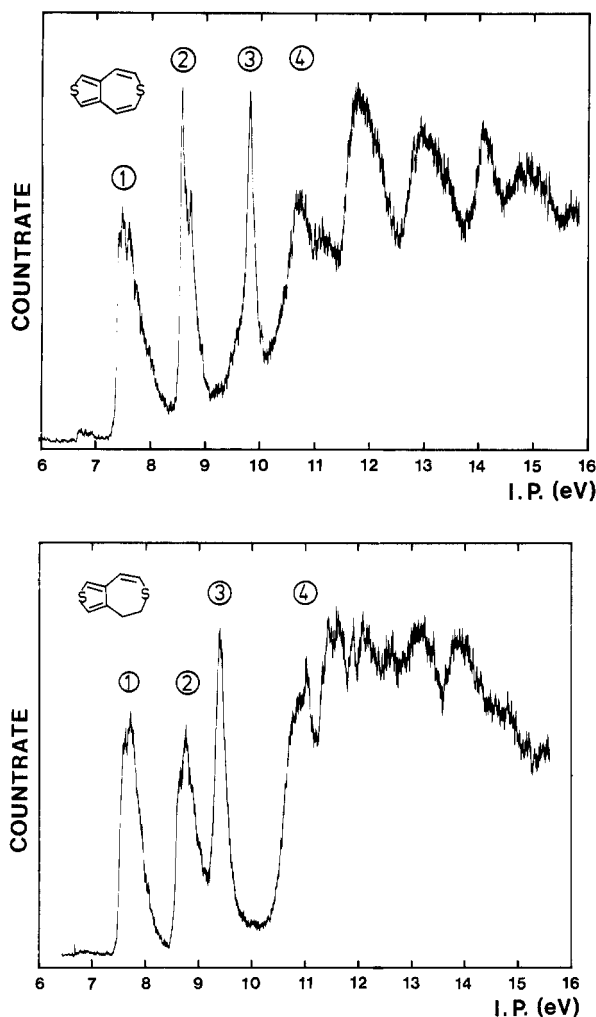 ① ② ③ ④
S S
COUNTRATE
6 7 8 9 10 11 12 13 14 15 16
I.P. (eV)
① ② ③ ④
S S
COUNTRATE
6 7 8 9 10 11 12 13 14 15 16
I.P. (eV)